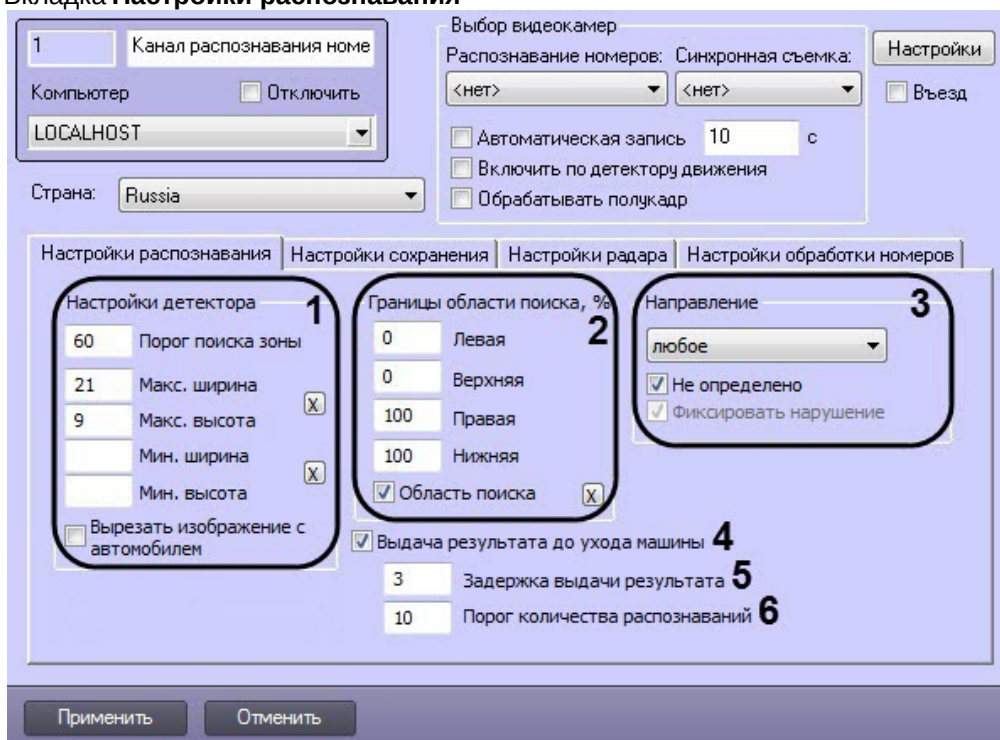 Вкладка Настройки распознавания
1 Канал распознавания номе
Компьютер Отключить
LOCALHOST
Страна: Russia
Выбор видеокамер
Распознавание номеров: Синхронная съемка:
<нет> <нет>
Автоматическая запись 10 с
Включить по детектору движения
Обрабатывать полукадр
Настройки
Въезд
Настройки распознавания Настройки сохранения Настройки радара Настройки обработки номеров
Настройки детектора 1
60 Порог поиска зоны
21 Макс. ширина
X
9 Макс. высота
Мин. ширина
X
Мин. высота
Вырезать изображение с
автомобилем
Границы области поиска, %
2
0 Левая
0 Верхняя
100 Правая
100 Нижняя
Область поиска X
Направление 3
любое
Не определено
Фиксировать нарушение
Выдача результата до ухода машины 4
3 Задержка выдачи результата 5
10 Порог количества распознаваний 6
Применить Отменить